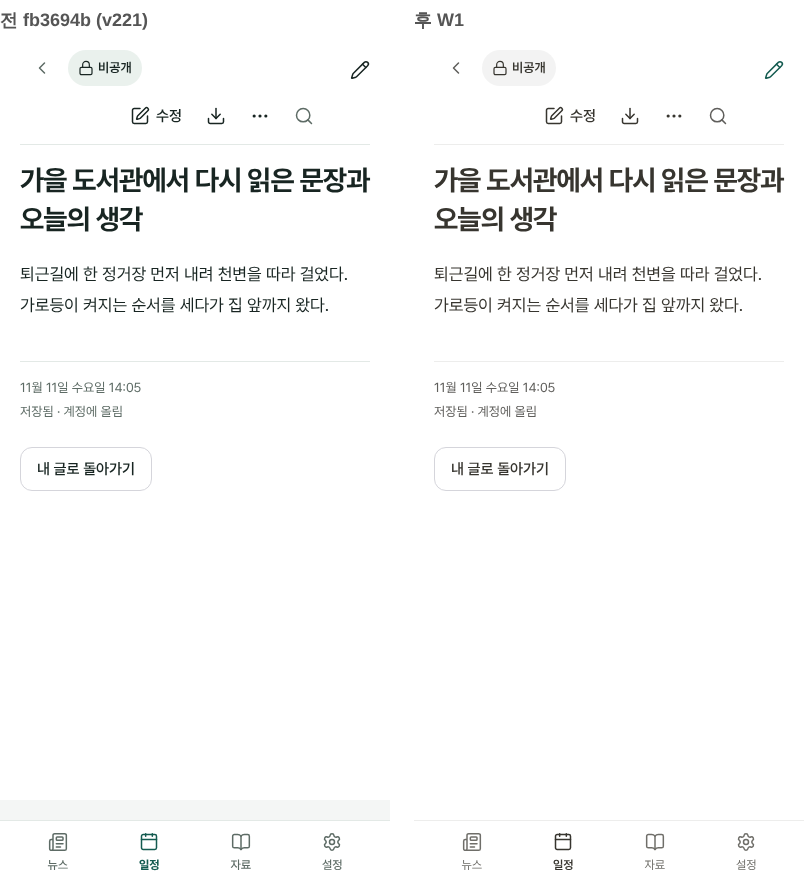 전 fb3694b (v221)
비공개
수정
가을 도서관에서 다시 읽은 문장과
오늘의 생각
퇴근길에 한 정거장 먼저 내려 천변을 따라 걸었다.
가로등이 켜지는 순서를 세다가 집 앞까지 왔다.
11월 11일 수요일 14:05
저장됨 · 계정에 올림
내 글로 돌아가기
뉴스 일정 자료 설정
후 W1
비공개
수정
가을 도서관에서 다시 읽은 문장과
오늘의 생각
퇴근길에 한 정거장 먼저 내려 천변을 따라 걸었다.
가로등이 켜지는 순서를 세다가 집 앞까지 왔다.
11월 11일 수요일 14:05
저장됨 · 계정에 올림
내 글로 돌아가기
뉴스 일정 자료 설정